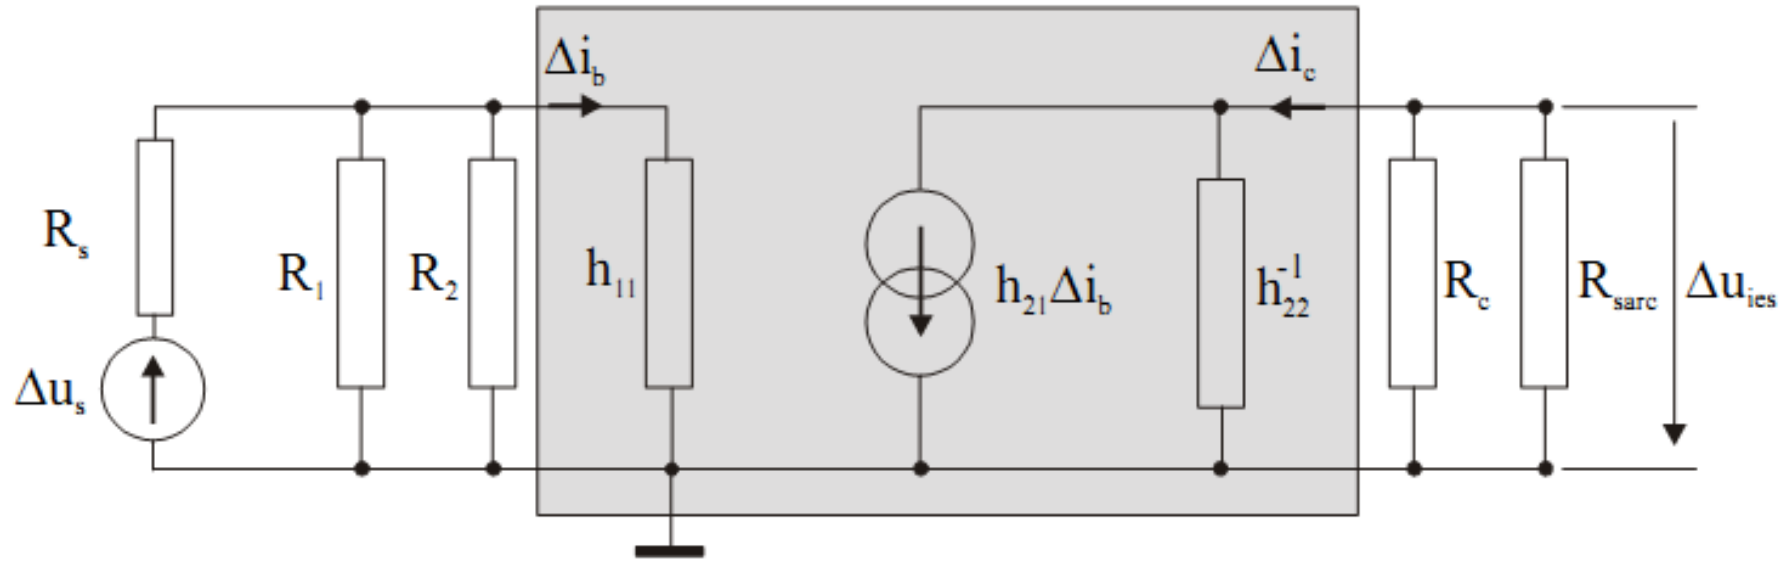 Δi_b
Δi_c
R_s
R_1
R_2
h_11
h_21Δi_b
h_22^-1
R_c
R_sarc
Δu_ies
Δu_s